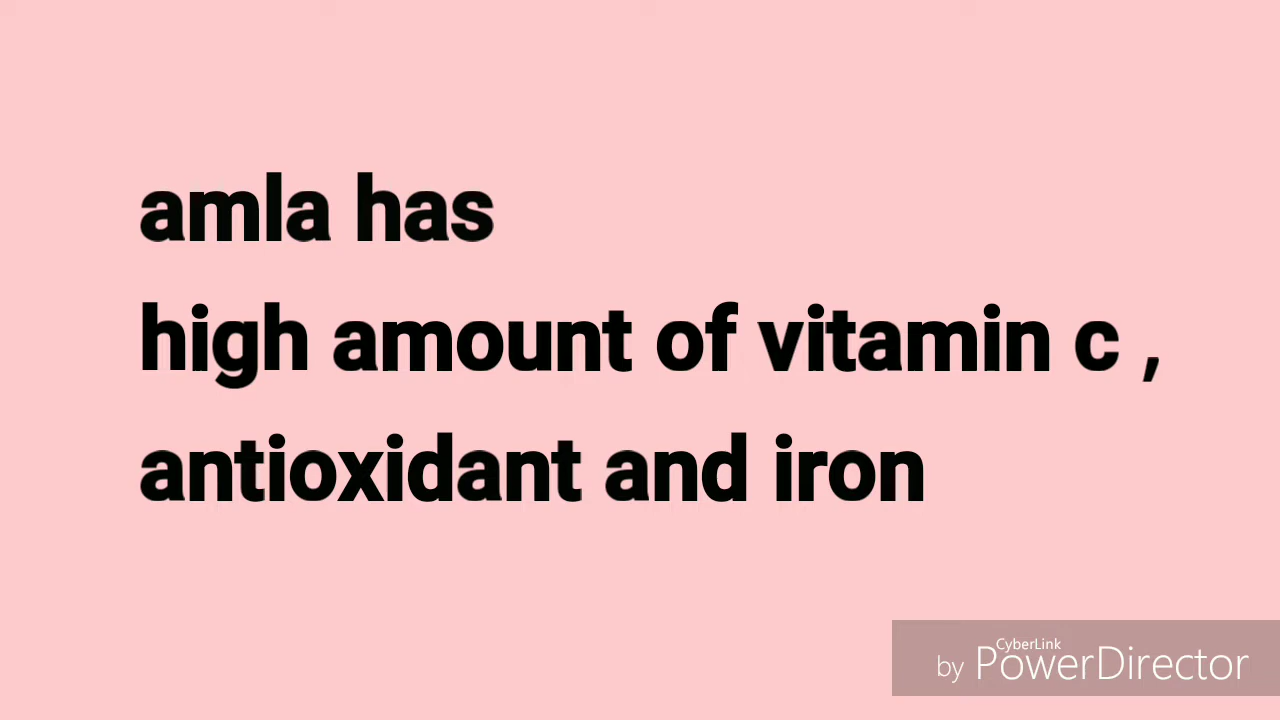 amla has
high amount of vitamin c ,
antioxidant and iron
CyberLink
by PowerDirector